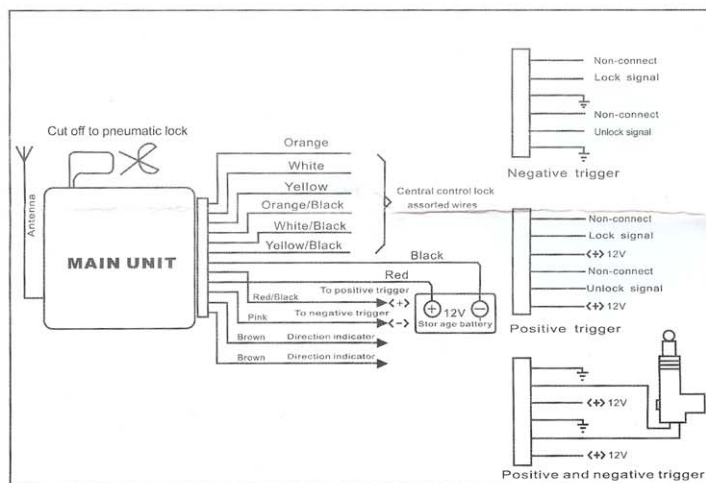 Cut off to pneumatic lock
Antenna
MAIN UNIT
Orange
White
Yellow
Orange/Black
White/Black
Yellow/Black
Central control lock
assorted wires
Black
Red
Red/Black
To positive trigger
<+>
Pink
To negative trigger
<->
Brown
Direction indicator
Brown
Direction indicator
+ 12V −
Stor age battery
Non-connect
Lock signal
Non-connect
Unlock signal
Negative trigger
Non-connect
Lock signal
<+> 12V
Non-connect
Unlock signal
<+> 12V
Positive trigger
<+> 12V
<+> 12V
Positive and negative trigger